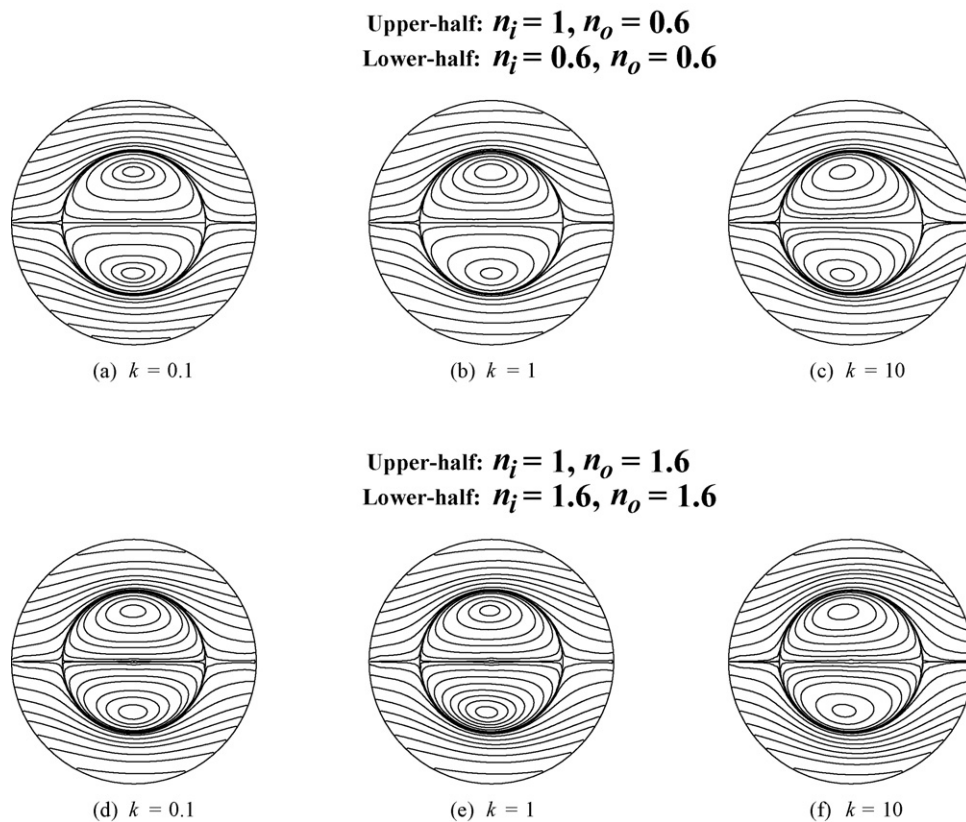 Upper-half: n_i = 1, n_o = 0.6
Lower-half: n_i = 0.6, n_o = 0.6
(a) k = 0.1
(b) k = 1
(c) k = 10
Upper-half: n_i = 1, n_o = 1.6
Lower-half: n_i = 1.6, n_o = 1.6
(d) k = 0.1
(e) k = 1
(f) k = 10